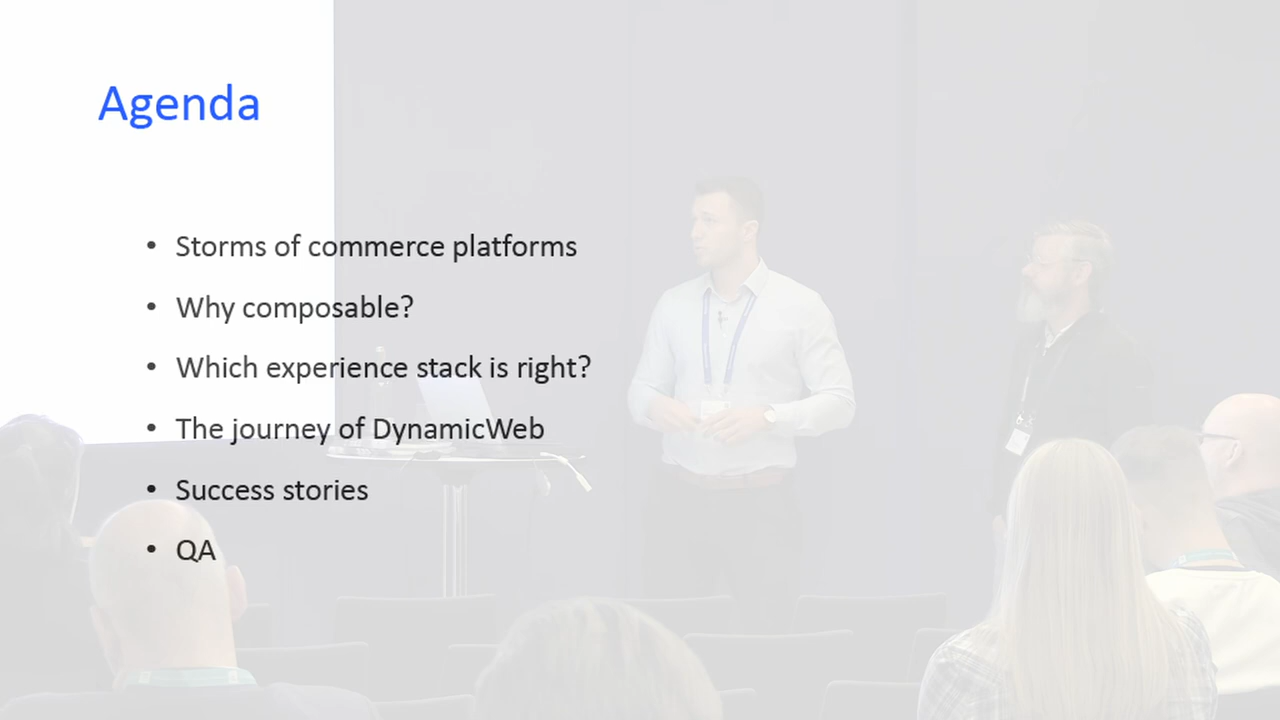 Agenda
• Storms of commerce platforms
• Why composable?
• Which experience stack is right?
• The journey of DynamicWeb
• Success stories
• QA